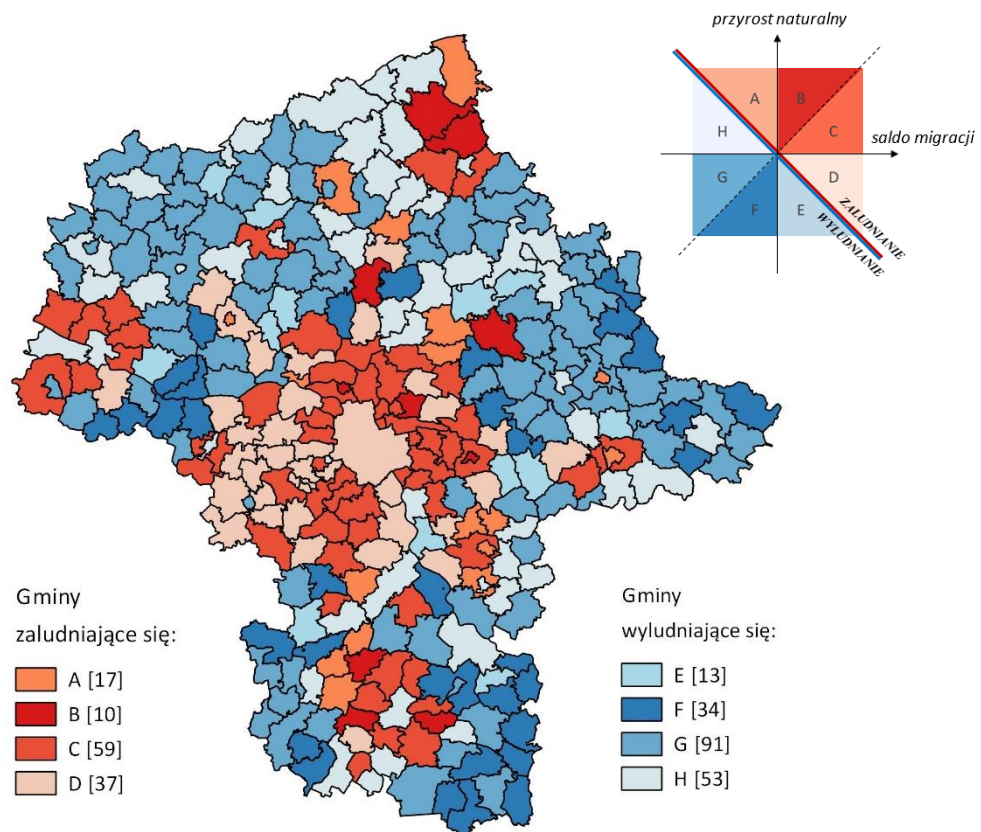 przyrost naturalny
A
B
H
C
saldo migracji
G
D
F
E
ZALUDNIANIE
WYLUDNIANIE
Gminy
zaludniające się:
A [17]
B [10]
C [59]
D [37]
Gminy
wyludniające się:
E [13]
F [34]
G [91]
H [53]